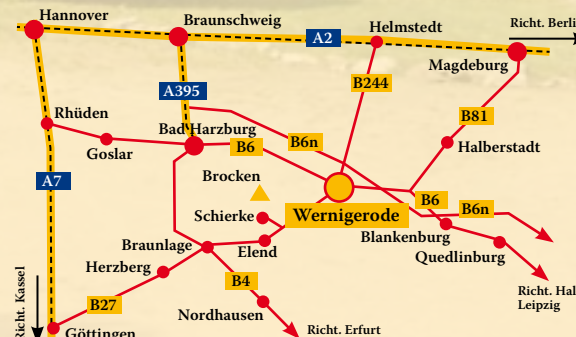 Hannover
Braunschweig
Helmstedt
Richt. Berli
A2
Magdeburg
B244
A395
Rhüden
B81
Bad Harzburg
B6
B6n
Goslar
Halberstadt
A7
Brocken
B6
B6n
Schierke
Wernigerode
Blankenburg
Braunlage
Elend
Quedlinburg
Herzberg
B4
Richt. Kassel
B27
Nordhausen
Richt. Hal
Leipzig
Göttingen
Richt. Erfurt